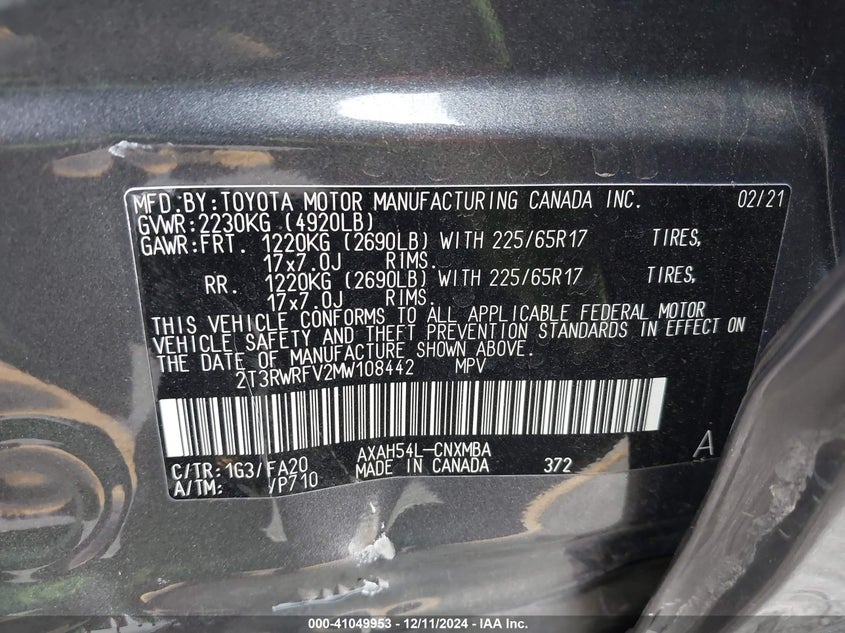 MFD.BY:TOYOTA MOTOR MANUFACTURING CANADA INC. 02/21
GVWR:2230KG (4920LB)
GAWR:FRT. 1220KG (2690LB) WITH 225/65R17 TIRES,
17x7.0J RIMS.
RR. 1220KG (2690LB) WITH 225/65R17 TIRES,
17x7.0J RIMS.
THIS VEHICLE CONFORMS TO ALL APPLICABLE FEDERAL MOTOR
VEHICLE SAFETY AND THEFT PREVENTION STANDARDS IN EFFECT ON
THE DATE OF MANUFACTURE SHOWN ABOVE.
2T3RWRFV2MW108442 MPV
C/TR:1G3/FA20 AXAH54L-CNXMBA A
A/TM: /VP710 MADE IN CANADA 372
000-41049953 - 12/11/2024 - IAA Inc.